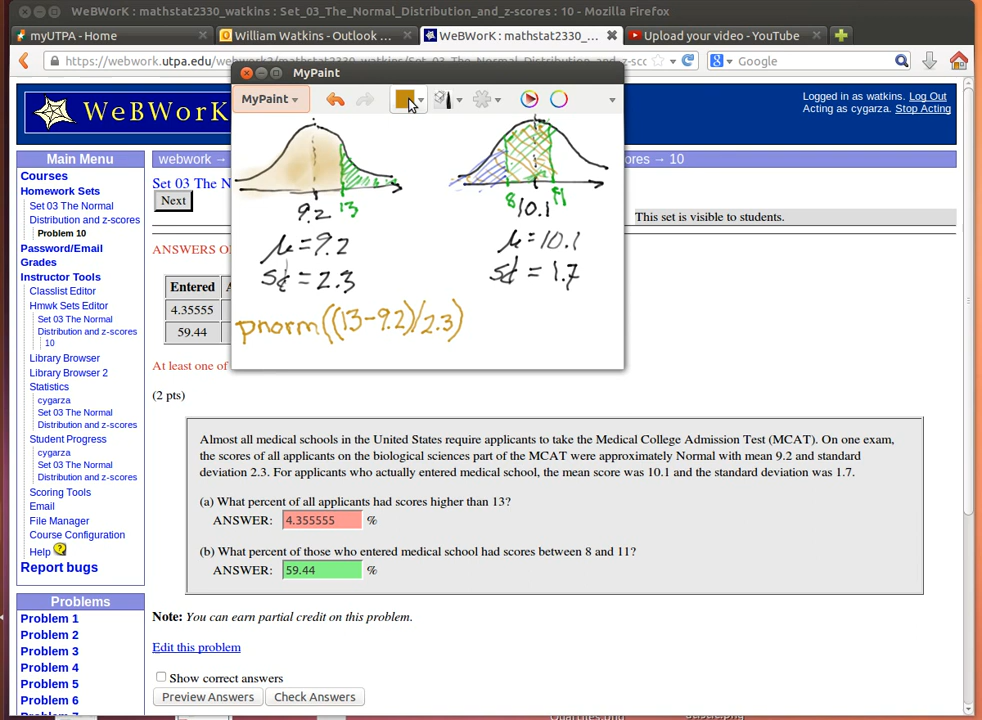 WeBWorK : mathstat2330_watkins : Set_03_The_Normal_Distribution_and_z-scores : 10 - Mozilla Firefox
myUTPA - Home
William Watkins - Outlook ...
WeBWorK : mathstat2330_...
Upload your video - YouTube
https://webwork.utpa.edu/webwork2/mathstat2330_watkins/Set_03_The_Normal_Distribution_and_z-sc
Google
WeBWorK
Logged in as watkins. Log Out
Acting as cygarza. Stop Acting
MyPaint
MyPaint
9.2 13
8 10.1 11
μ=9.2
sd=2.3
μ=10.1
sd=1.7
pnorm((13-9.2)/2.3)
Main Menu
Courses
Homework Sets
Set 03 The Normal
Distribution and z-scores
Problem 10
Password/Email
Grades
Instructor Tools
Classlist Editor
Hmwk Sets Editor
Set 03 The Normal
Distribution and z-scores
10
Library Browser
Library Browser 2
Statistics
cygarza
Set 03 The Normal
Distribution and z-scores
Student Progress
cygarza
Set 03 The Normal
Distribution and z-scores
Scoring Tools
Email
File Manager
Course Configuration
Help
Report bugs
Problems
Problem 1
Problem 2
Problem 3
Problem 4
Problem 5
Problem 6
webwork →
ores → 10
Set 03 The N
Next
This set is visible to students.
ANSWERS O
Entered
4.35555
59.44
At least one of
(2 pts)
Almost all medical schools in the United States require applicants to take the Medical College Admission Test (MCAT). On one exam,
the scores of all applicants on the biological sciences part of the MCAT were approximately Normal with mean 9.2 and standard
deviation 2.3. For applicants who actually entered medical school, the mean score was 10.1 and the standard deviation was 1.7.
(a) What percent of all applicants had scores higher than 13?
ANSWER: 4.355555 %
(b) What percent of those who entered medical school had scores between 8 and 11?
ANSWER: 59.44 %
Note: You can earn partial credit on this problem.
Edit this problem
Show correct answers
Preview Answers
Check Answers